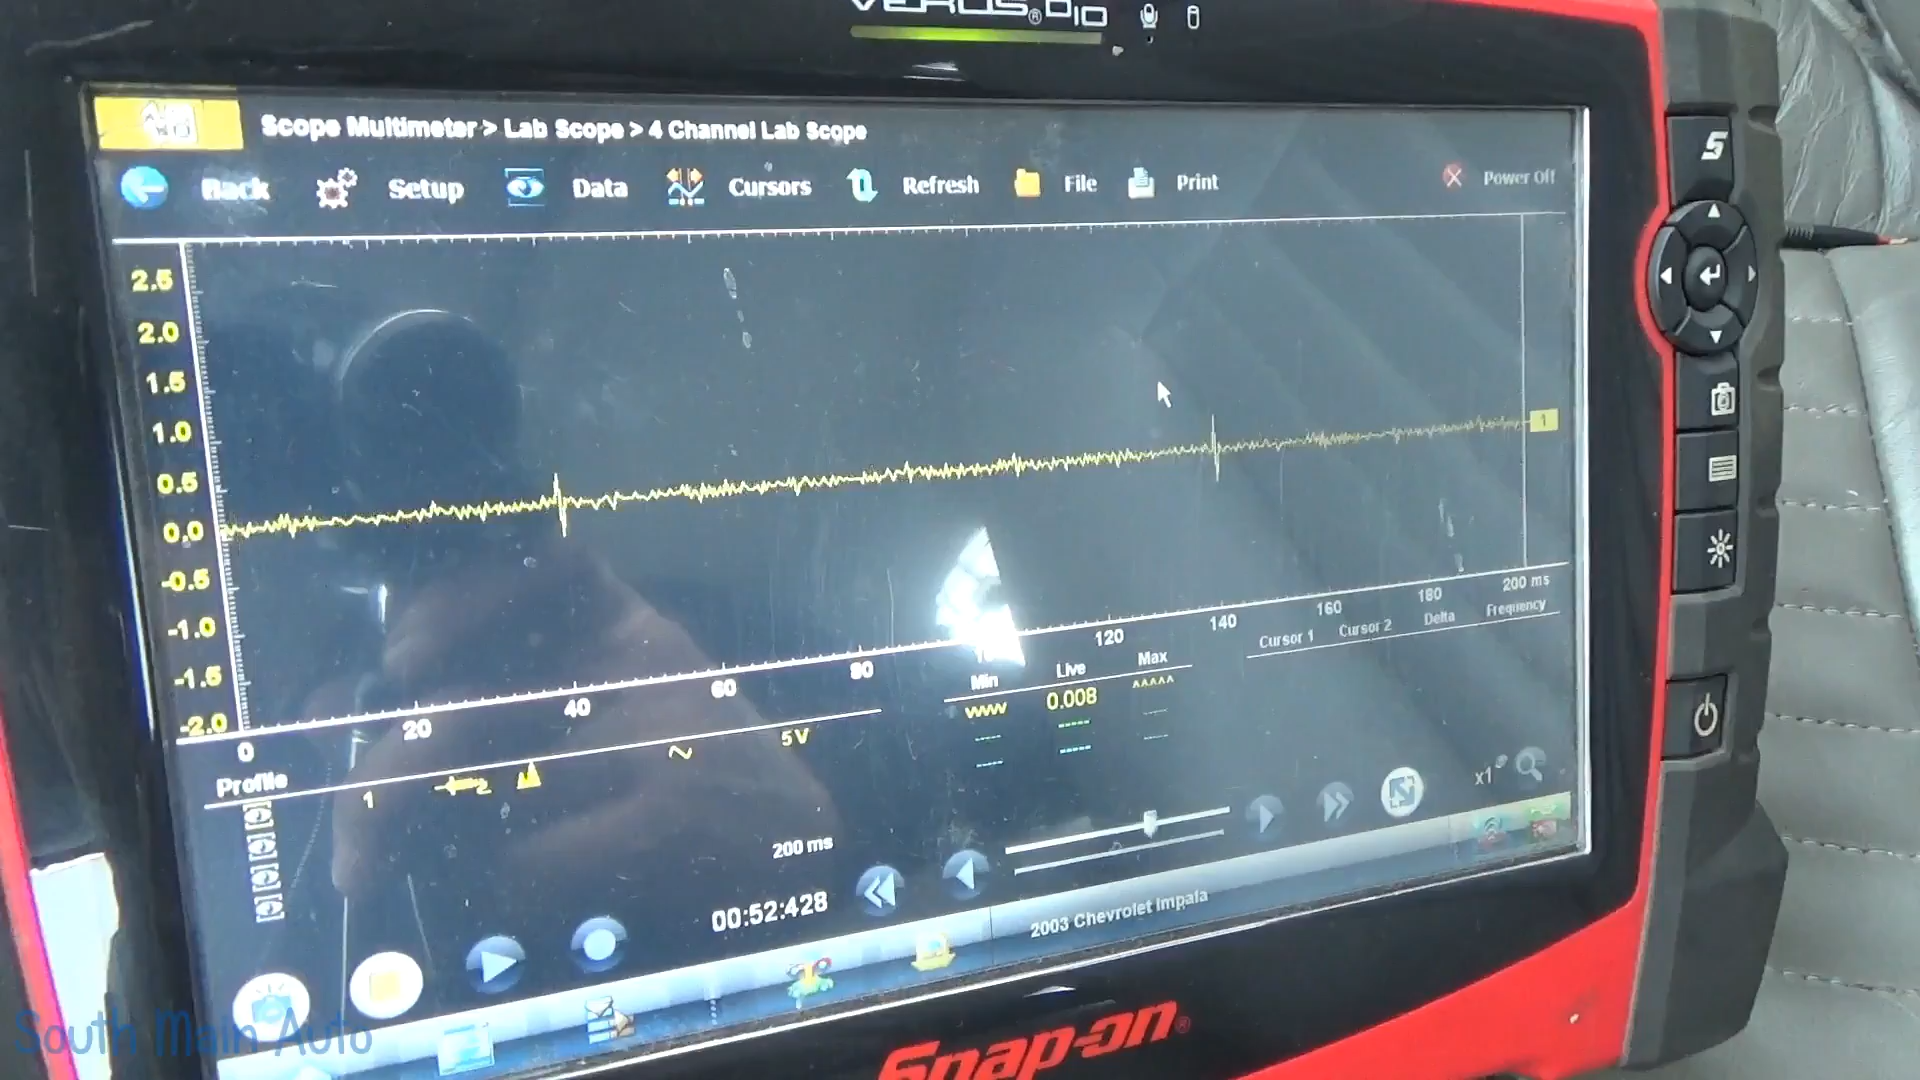 VERUS® PRO
Scope Multimeter > Lab Scope > 4 Channel Lab Scope
Back Setup Data Cursors Refresh File Print Power Off
2.5
2.0
1.5
1.0
0.5
0.0
-0.5
-1.0
-1.5
-2.0
1
0 20 40 60 80 120 140 160 180 200 ms
Cursor 1 Cursor 2 Delta Frequency
Min Live Max
0.008
Profile
1 5V
x1
200 ms
00:52:428
2003 Chevrolet Impala
Snap-on®
South Main Auto
S